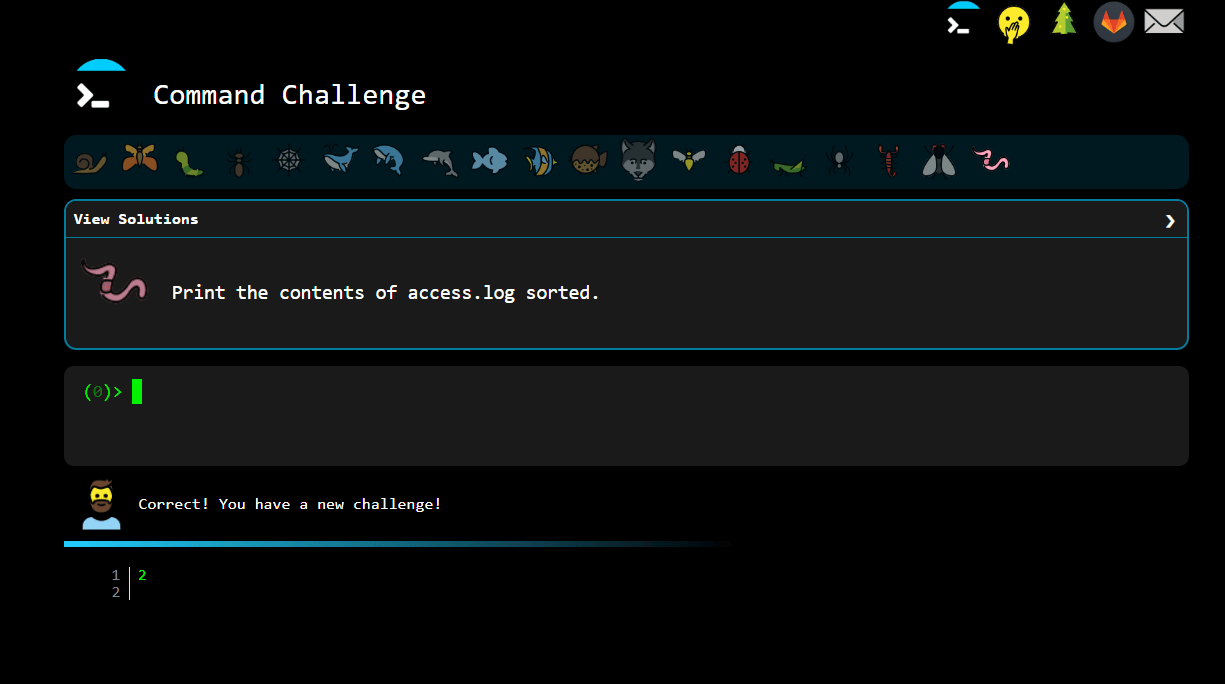 Command Challenge
View Solutions
Print the contents of access.log sorted.
(0)>
Correct! You have a new challenge!
1 2
2